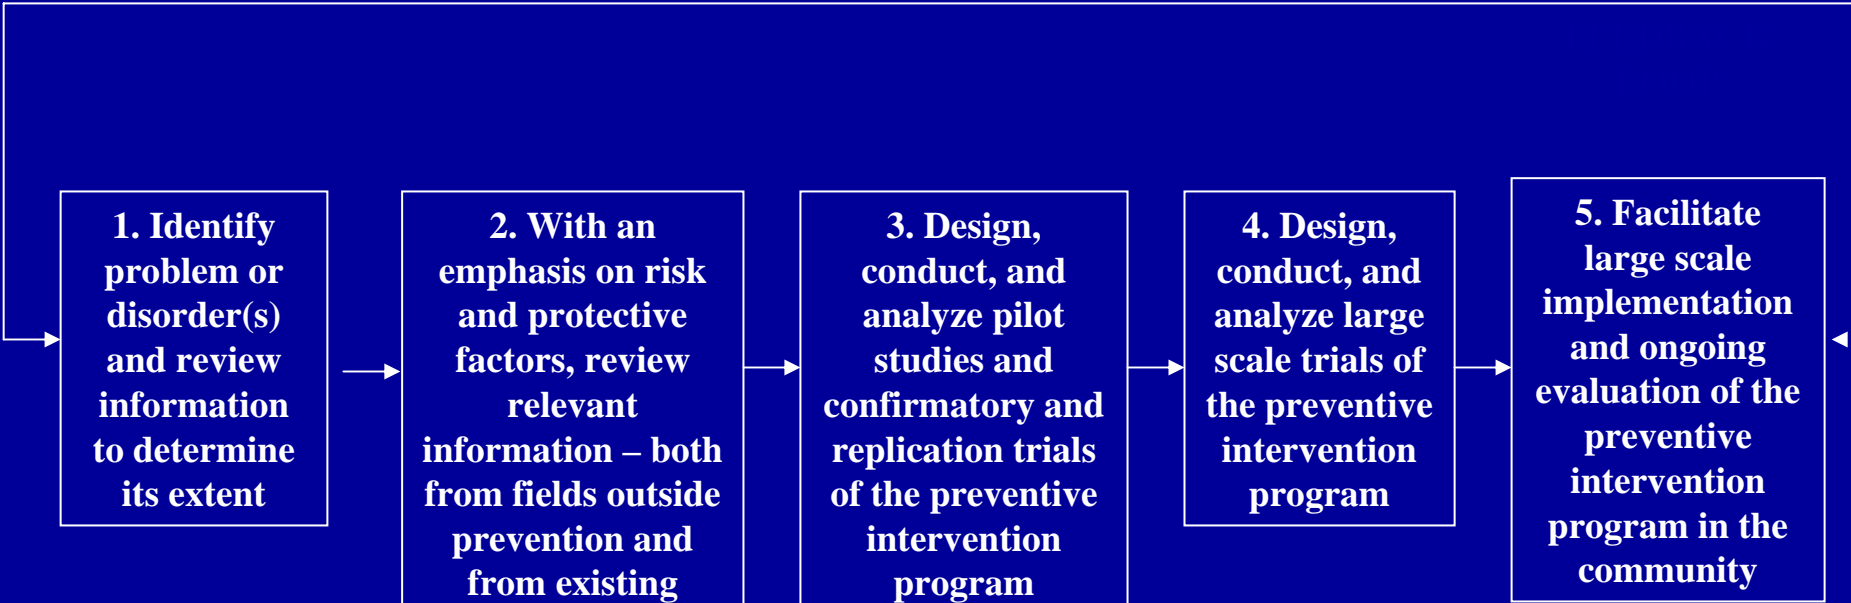 1. Identify
problem or
disorder(s)
and review
information
to determine
its extent
2. With an
emphasis on risk
and protective
factors, review
relevant
information – both
from fields outside
prevention and
from existing
3. Design,
conduct, and
analyze pilot
studies and
confirmatory and
replication trials
of the preventive
intervention
program
4. Design,
conduct, and
analyze large
scale trials of
the preventive
intervention
program
5. Facilitate
large scale
implementation
and ongoing
evaluation of the
preventive
intervention
program in the
community